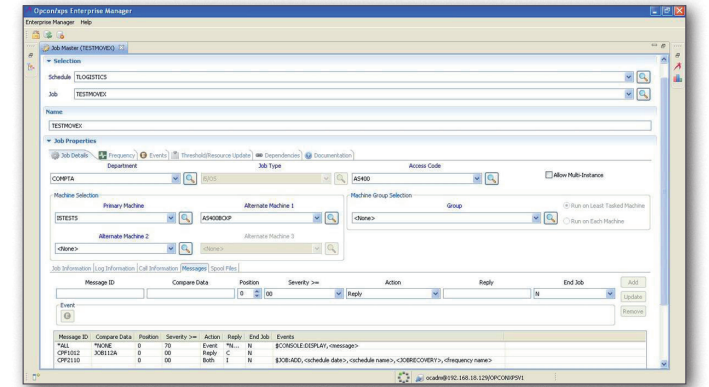 Opcon/xps Enterprise Manager
Enterprise Manager Help
Job Master (TESTMOVEX)
Selection
Schedule TLOGISTICS
Job TESTMOVEX
Name
TESTMOVEX
Job Properties
Job Details Frequency Events Threshold/Resource Update Dependencies Documentation
Department Job Type Access Code
COMPTA AS400 Allow Multi-Instance
Machine Selection Machine Group Selection
Primary Machine Alternate Machine 1 Group Run on Least Tasked Machine
ISTESTS AS400BCKP <None> Run on Each Machine
Alternate Machine 2 Alternate Machine 3
<None> <None>
Job Information Log Information Call Information Messages Spool Files
Message ID Compare Data Position Severity >= Action Reply End Job Add
0 00 Reply N Update
Event Remove
Message ID Compare Data Position Severity >= Action Reply End Job Events
*ALL *NONE 0 70 Event *N... N $CONSOLE:DISPLAY, <message>
CPF1012 JOB112A 0 00 Reply C N
CPF2110 0 00 Both I N $JOB:ADD, <schedule date>, <schedule name>, <JOBRECOVERY>, <frequency name>
ocadm@192.168.18.129/OPCONXPSV1